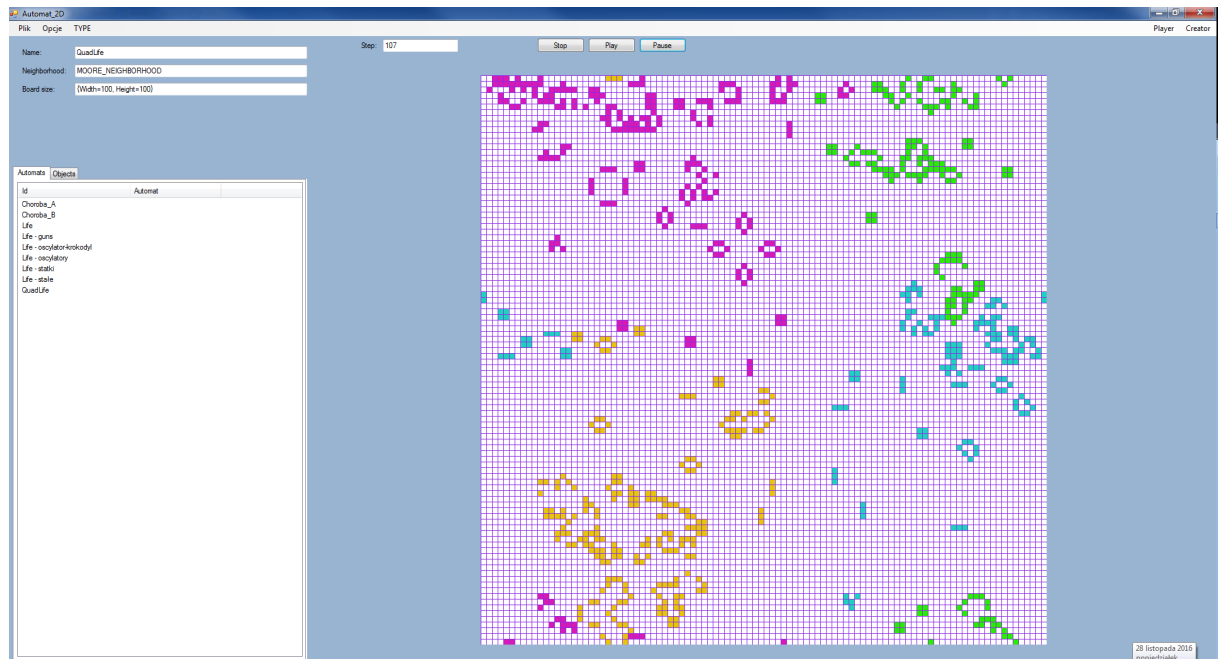 Automat_2D
Plik Opcje TYPE
Player Creator
Name: QuadLife
Step: 107
Stop Play Pause
Neighborhood: MOORE_NEIGHBORHOOD
Board size: {Width=100, Height=100}
Automats Objects
Id Automat
Choroba_A
Choroba_B
Life
Life - guns
Life - oscylator-krokodyl
Life - oscylatory
Life - statki
Life - stałe
QuadLife
28 listopada 2016
poniedziałek